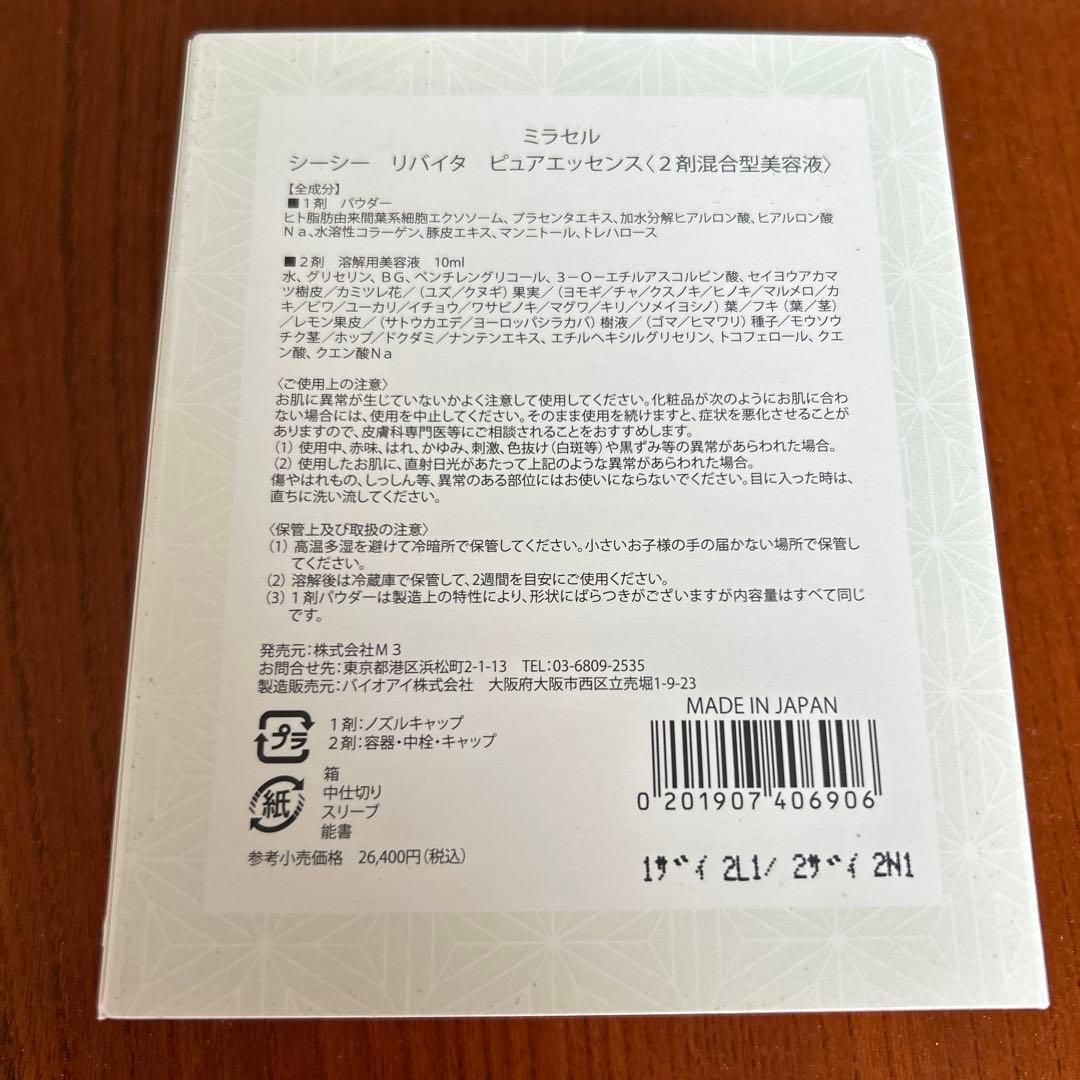 ミラセル
シーシー　リバイタ　ピュアエッセンス〈２剤混合型美容液〉
【全成分】
■１剤　パウダー
ヒト脂肪由来間葉系細胞エクソソーム、プラセンタエキス、加水分解ヒアルロン酸、ヒアルロン酸
Ｎａ、水溶性コラーゲン、豚皮エキス、マンニトール、トレハロース
■２剤　溶解用美容液　10ml
水、グリセリン、ＢＧ、ペンチレングリコール、３－Ｏ－エチルアスコルビン酸、セイヨウアカマ
ツ樹皮／カミツレ花／（ユズ／クヌギ）果実／（ヨモギ／チャ／クスノキ／ヒノキ／マルメロ／カ
キ／ビワ／ユーカリ／イチョウ／ワサビノキ／マグワ／キリ／ソメイヨシノ）葉／フキ（葉／茎）
／レモン果皮／（サトウカエデ／ヨーロッパシラカバ）樹液／（ゴマ／ヒマワリ）種子／モウソウ
チク茎／ホップ／ドクダミ／ナンテンエキス、エチルヘキシルグリセリン、トコフェロール、クエ
ン酸、クエン酸Ｎａ
〈ご使用上の注意〉
お肌に異常が生じていないかよく注意して使用してください。化粧品が次のようにお肌に合わ
ない場合には、使用を中止してください。そのまま使用を続けますと、症状を悪化させることが
ありますので、皮膚科専門医等にご相談されることをおすすめします。
（1）使用中、赤味、はれ、かゆみ、刺激、色抜け（白斑等）や黒ずみ等の異常があらわれた場合。
（2）使用したお肌に、直射日光があたって上記のような異常があらわれた場合。
傷やはれもの、しっしん等、異常のある部位にはお使いにならないでください。目に入った時は、
直ちに洗い流してください。
〈保管上及び取扱の注意〉
（1）高温多湿を避けて冷暗所で保管してください。小さいお子様の手の届かない場所で保管し
てください。
（2）溶解後は冷蔵庫で保管して、2週間を目安にご使用ください。
（3）１剤パウダーは製造上の特性により、形状にばらつきがございますが内容量はすべて同じ
です。
発売元：株式会社Ｍ３
お問合せ先：東京都港区浜松町2-1-13　TEL：03-6809-2535
製造販売元：バイオアイ株式会社　大阪府大阪市西区立売堀1-9-23
MADE IN JAPAN
プラ
１剤：ノズルキャップ
２剤：容器・中栓・キャップ
紙
箱
中仕切り
スリーブ
能書
0 201907 406906
参考小売価格　26,400円（税込）
1ザイ 2L1/ 2ザイ 2N1